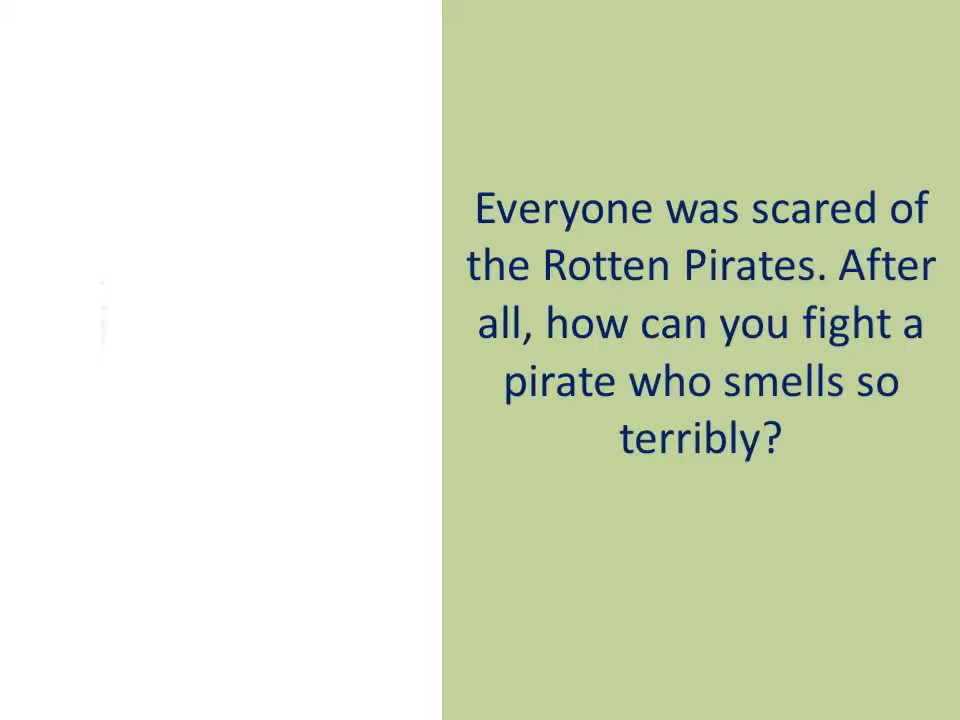 Everyone was scared of
the Rotten Pirates. After
all, how can you fight a
pirate who smells so
terribly?